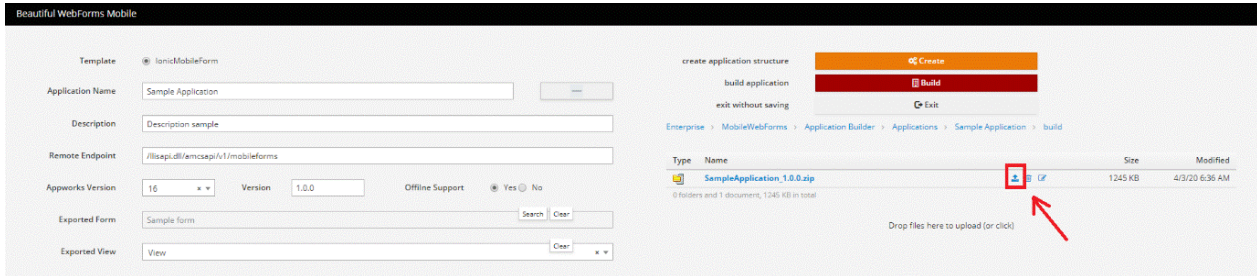 Beautiful WebForms Mobile
Template IonicMobileForm
Application Name Sample Application
Description Description sample
Remote Endpoint /llisapi.dll/amcsapi/v1/mobileforms
Appworks Version 16 × Version 1.0.0 Offilne Support Yes No
Exported Form Sample form Search Clear
Exported View View Clear ×
create application structure Create
build application Build
exit without saving Exit
Enterprise > MobileWebForms > Application Builder > Applications > Sample Application > build
Type Name Size Modified
SampleApplication_1.0.0.zip 1245 KB 4/3/20 6:36 AM
0 folders and 1 document, 1245 KB in total
Drop files here to upload (or click)